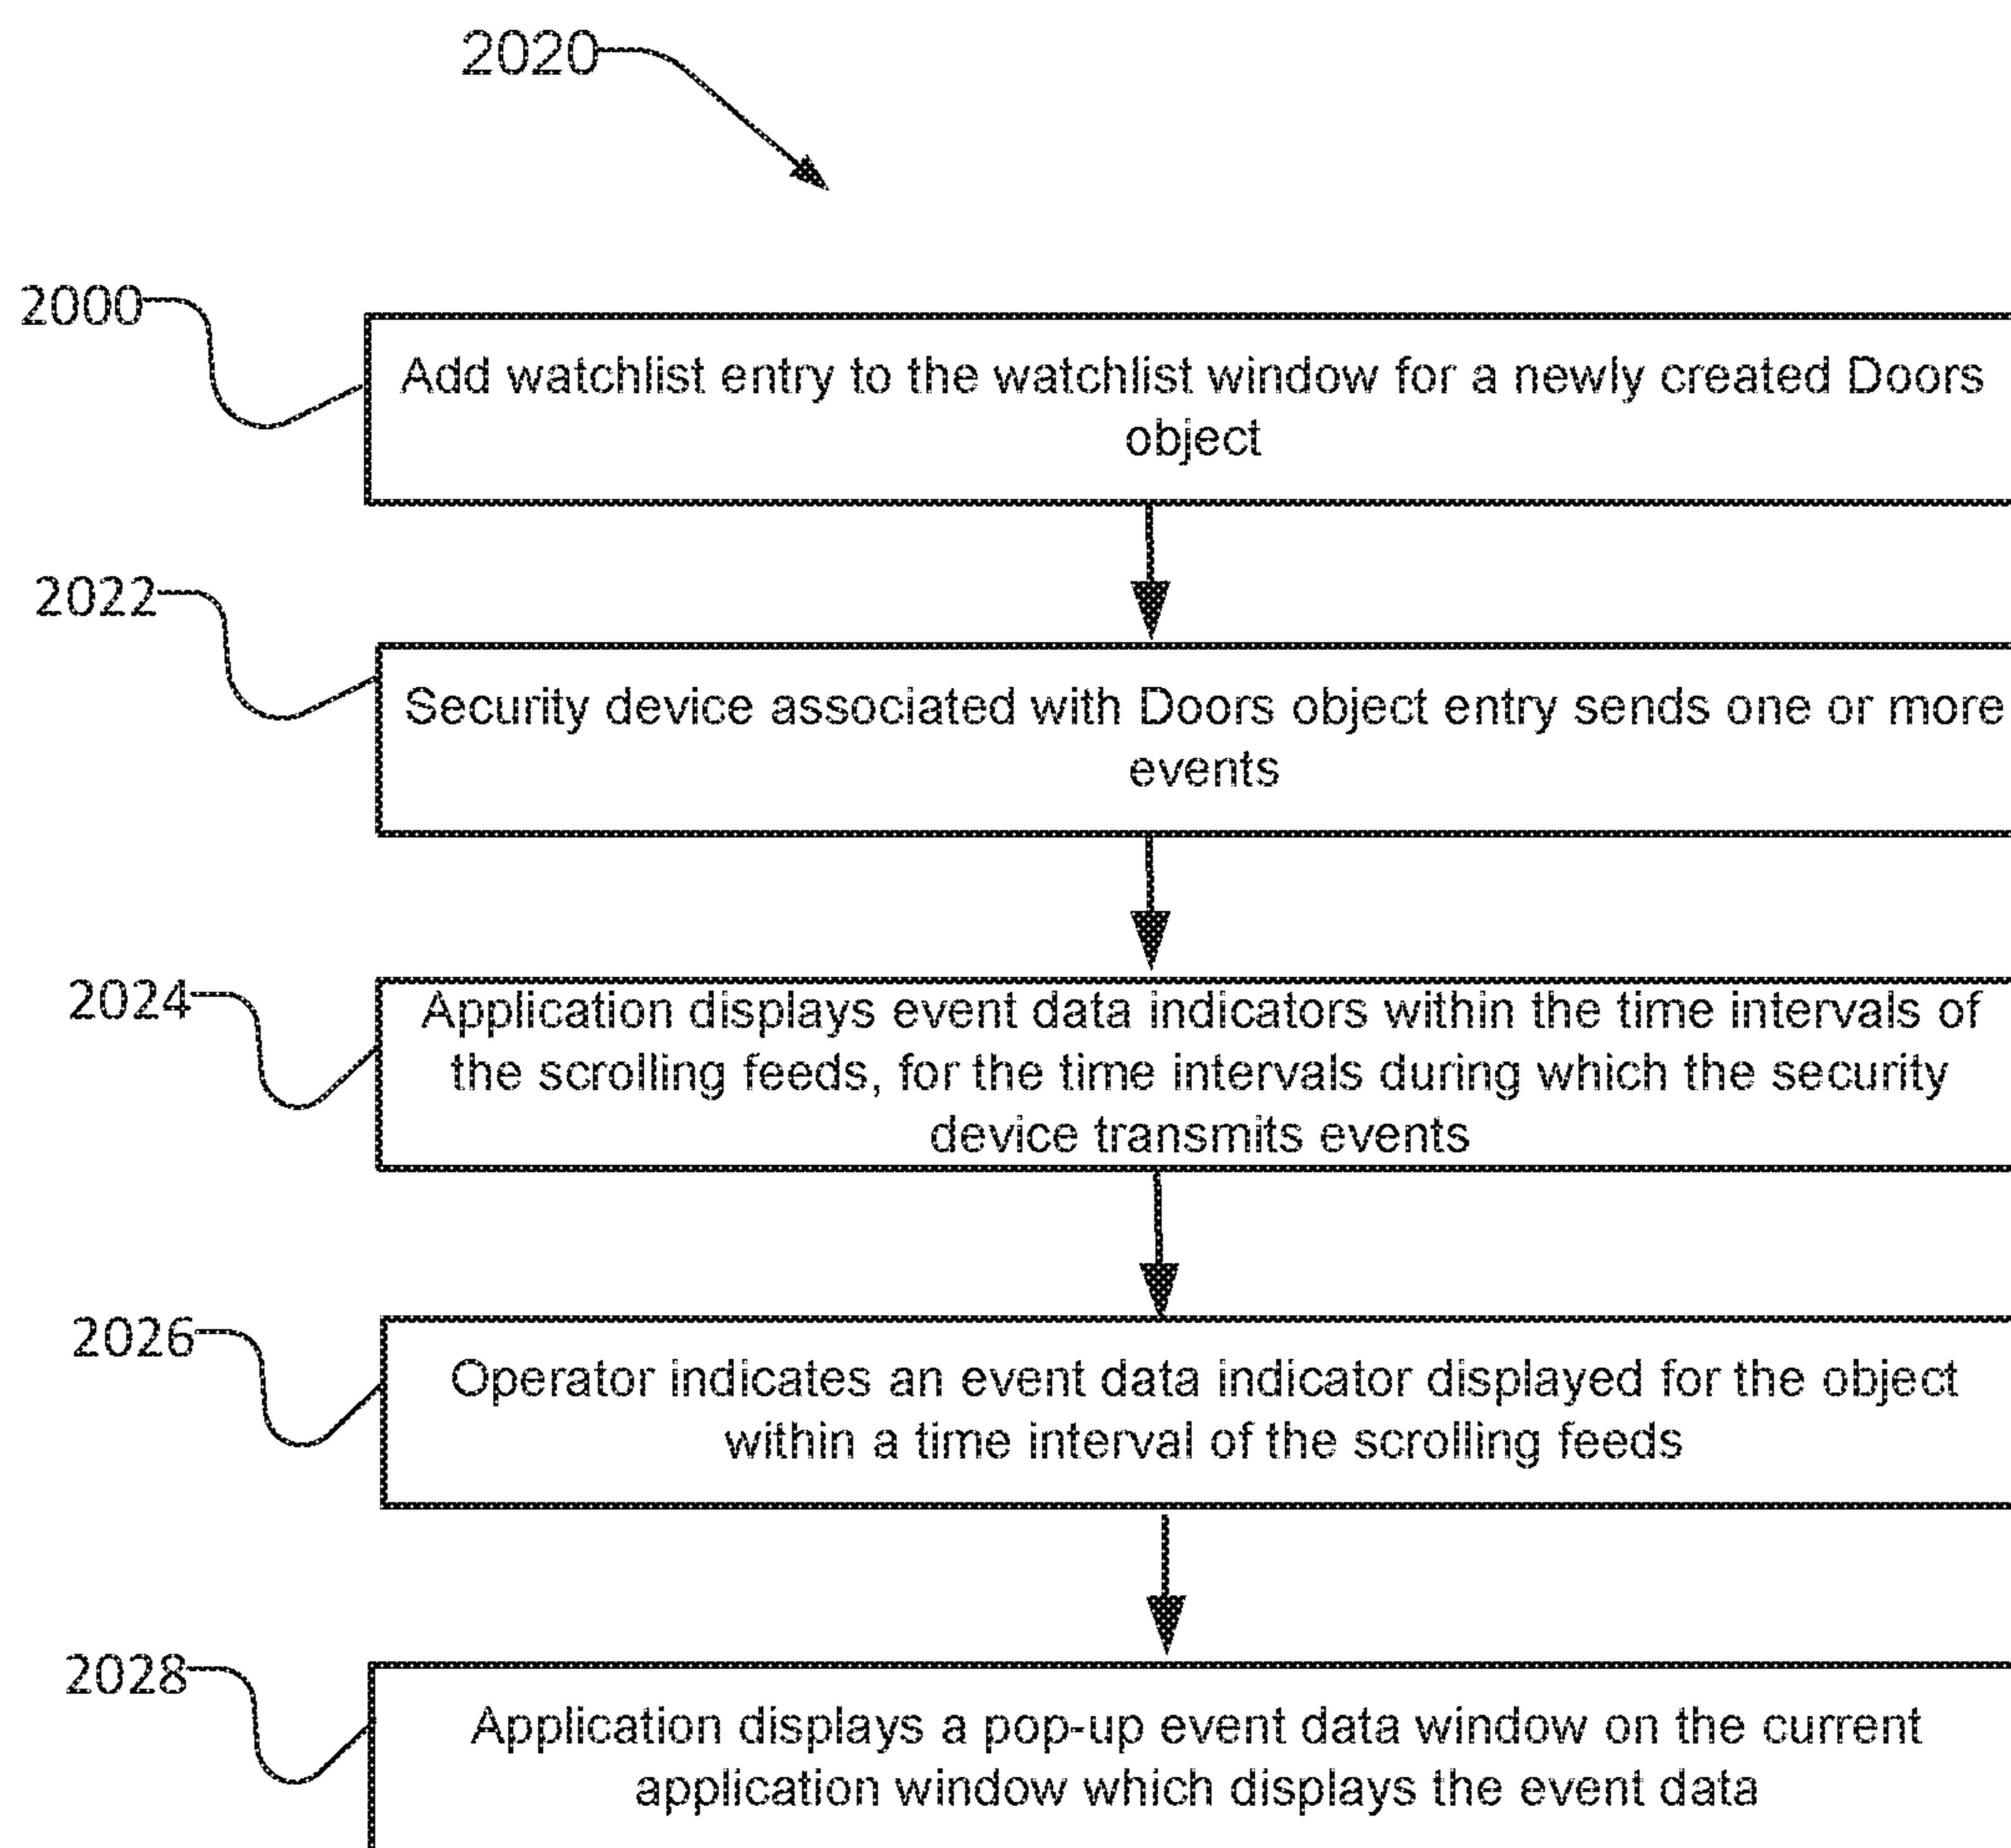 2020
2000
Add watchlist entry to the watchlist window for a newly created Doors
object
2022
Security device associated with Doors object entry sends one or more
events
2024
Application displays event data indicators within the time intervals of
the scrolling feeds, for the time intervals during which the security
device transmits events
2026
Operator indicates an event data indicator displayed for the object
within a time interval of the scrolling feeds
2028
Application displays a pop-up event data window on the current
application window which displays the event data